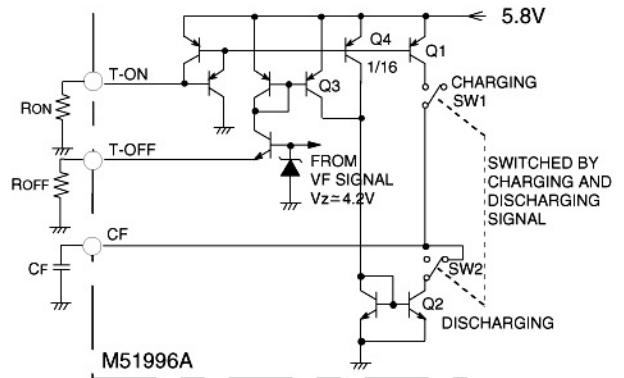 5.8V
Q4
Q1
T-ON
1/16
Q3
CHARGING
SW1
RON
T-OFF
FROM
VF SIGNAL
Vz≃4.2V
SWITCHED BY
CHARGING AND
DISCHARGING
SIGNAL
ROFF
CF
SW2
CF
Q2
DISCHARGING
M51996A